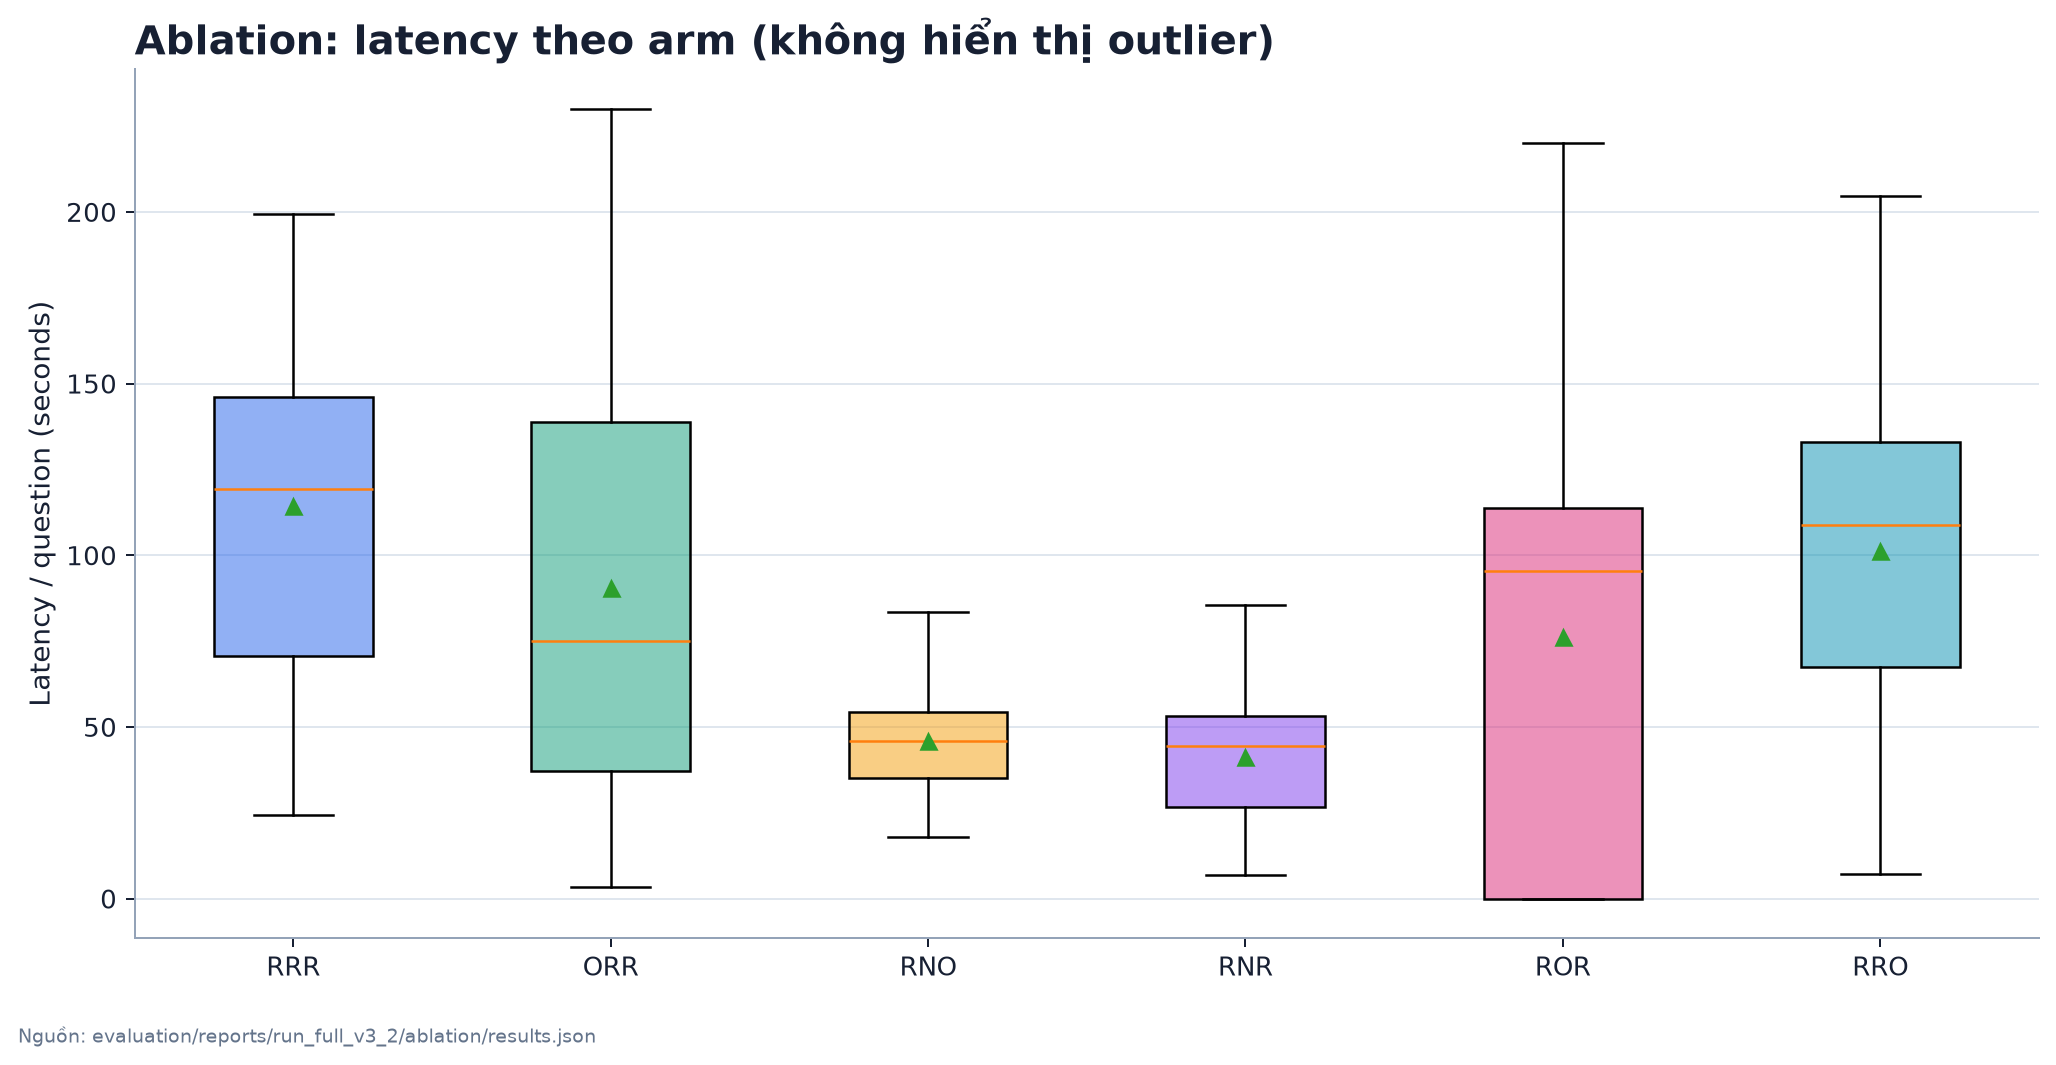 Ablation: latency theo arm (không hiển thị outlier)
Latency / question (seconds)
200
150
100
50
0
RRR ORR RNO RNR ROR RRO
Nguồn: evaluation/reports/run_full_v3_2/ablation/results.json